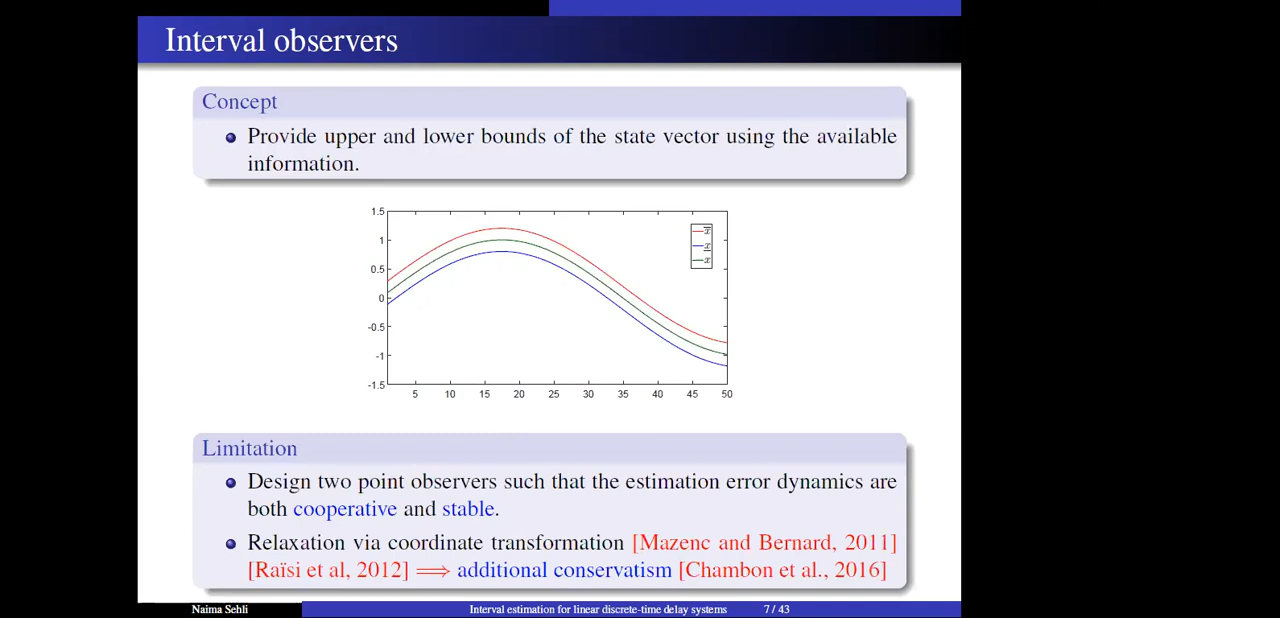 Interval observers
Concept
Provide upper and lower bounds of the state vector using the available
information.
1.5
1
0.5
0
-0.5
-1
-1.5
5 10 15 20 25 30 35 40 45 50
x̅
x̲
x
Limitation
Design two point observers such that the estimation error dynamics are
both cooperative and stable.
Relaxation via coordinate transformation [Mazenc and Bernard, 2011]
[Raïsi et al, 2012] ⟹ additional conservatism [Chambon et al., 2016]
Naima Sehli Interval estimation for linear discrete-time delay systems 7 / 43